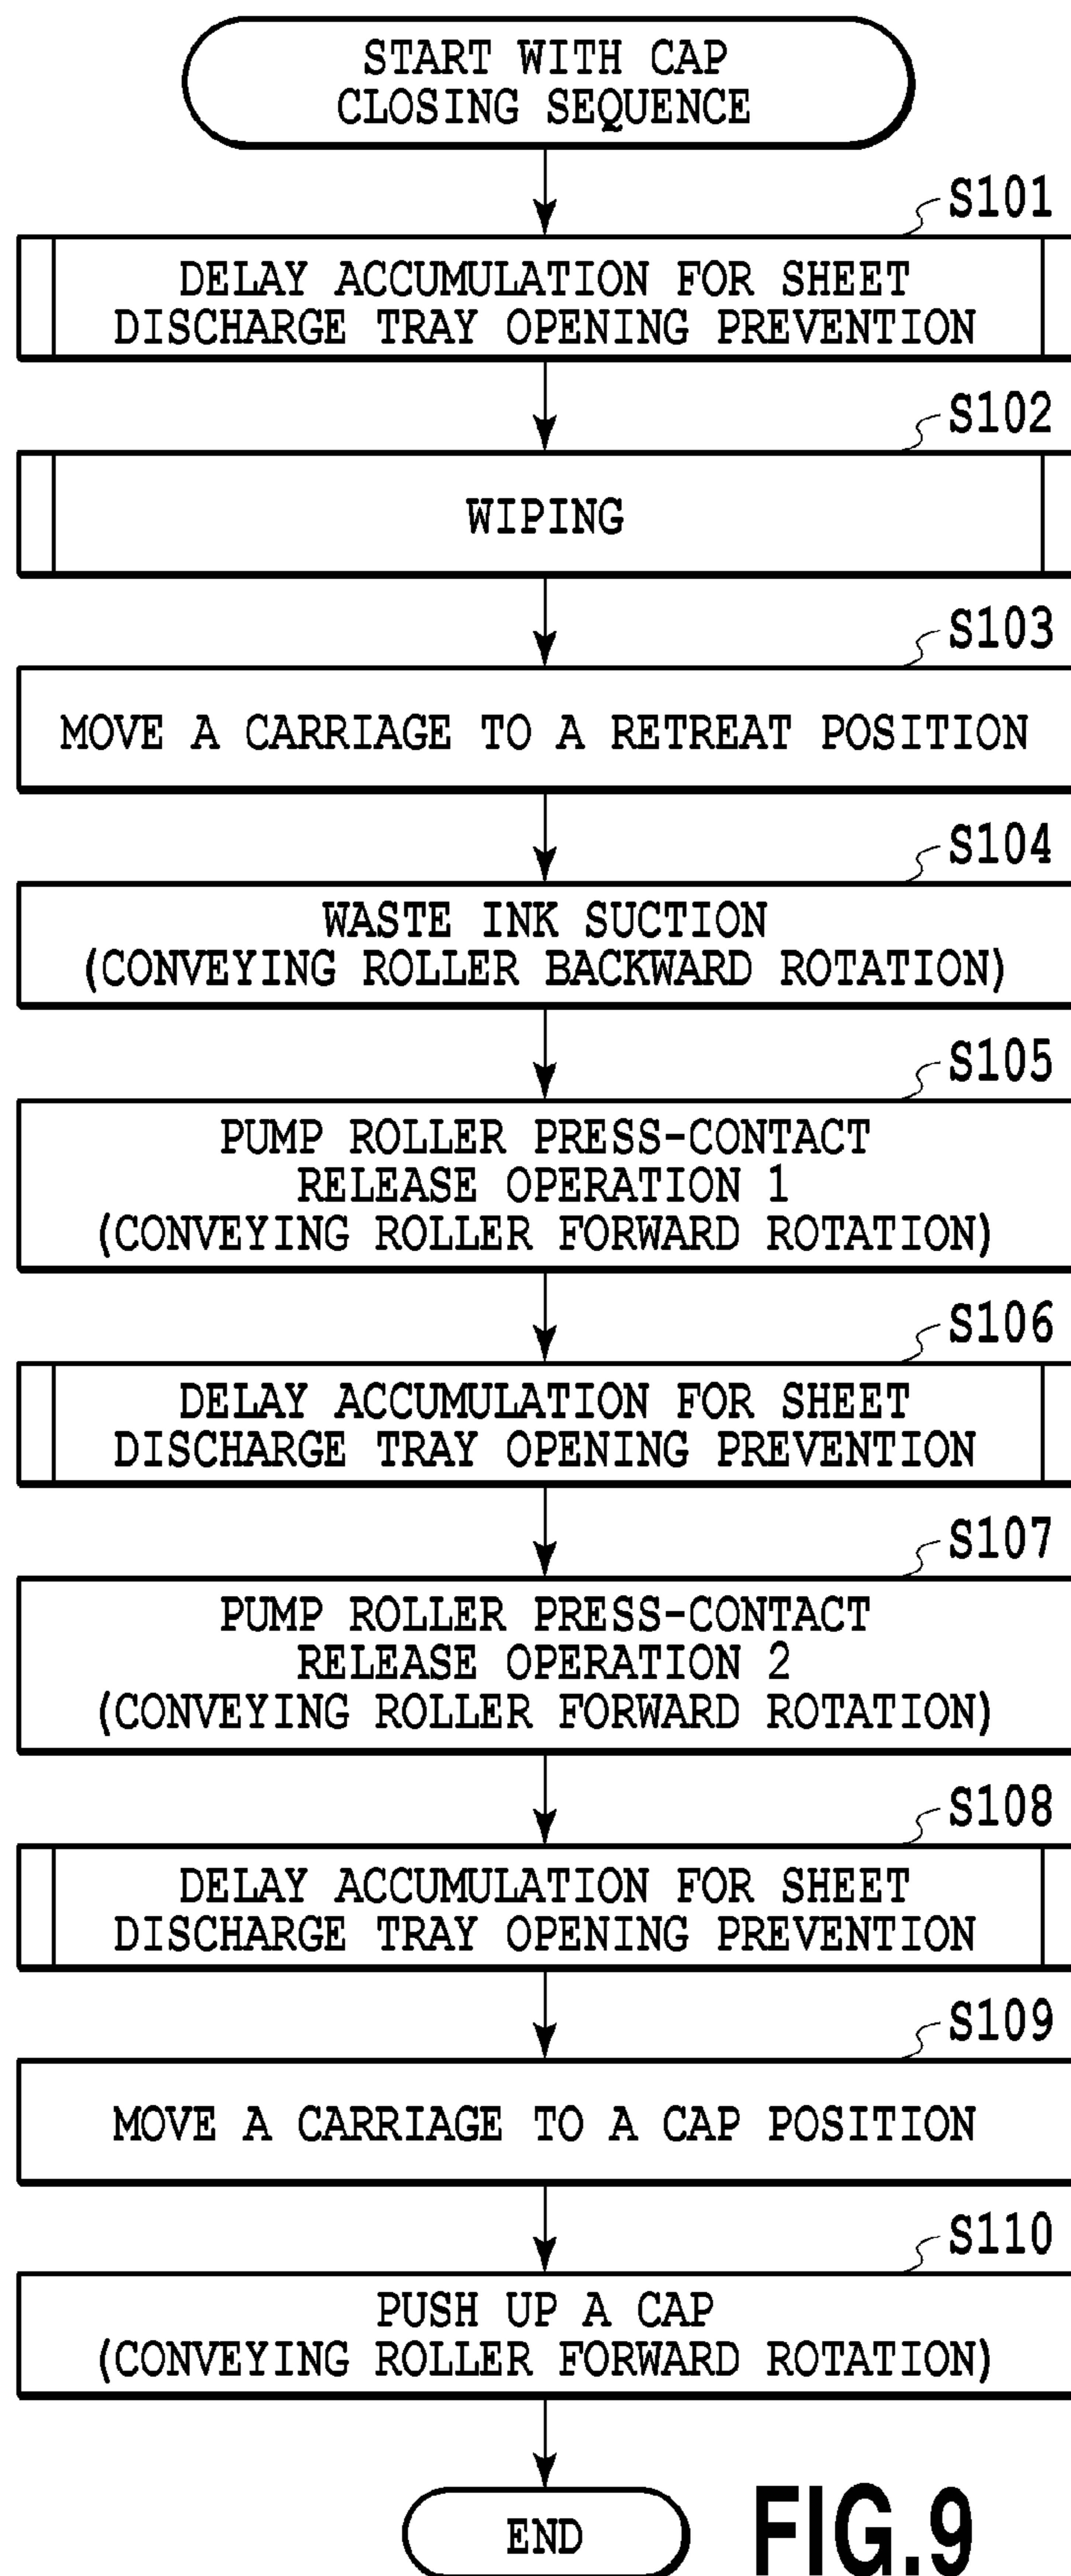 START WITH CAP
CLOSING SEQUENCE
S101
DELAY ACCUMULATION FOR SHEET
DISCHARGE TRAY OPENING PREVENTION
S102
WIPING
S103
MOVE A CARRIAGE TO A RETREAT POSITION
S104
WASTE INK SUCTION
(CONVEYING ROLLER BACKWARD ROTATION)
S105
PUMP ROLLER PRESS-CONTACT
RELEASE OPERATION 1
(CONVEYING ROLLER FORWARD ROTATION)
S106
DELAY ACCUMULATION FOR SHEET
DISCHARGE TRAY OPENING PREVENTION
S107
PUMP ROLLER PRESS-CONTACT
RELEASE OPERATION 2
(CONVEYING ROLLER FORWARD ROTATION)
S108
DELAY ACCUMULATION FOR SHEET
DISCHARGE TRAY OPENING PREVENTION
S109
MOVE A CARRIAGE TO A CAP POSITION
S110
PUSH UP A CAP
(CONVEYING ROLLER FORWARD ROTATION)
END
FIG.9